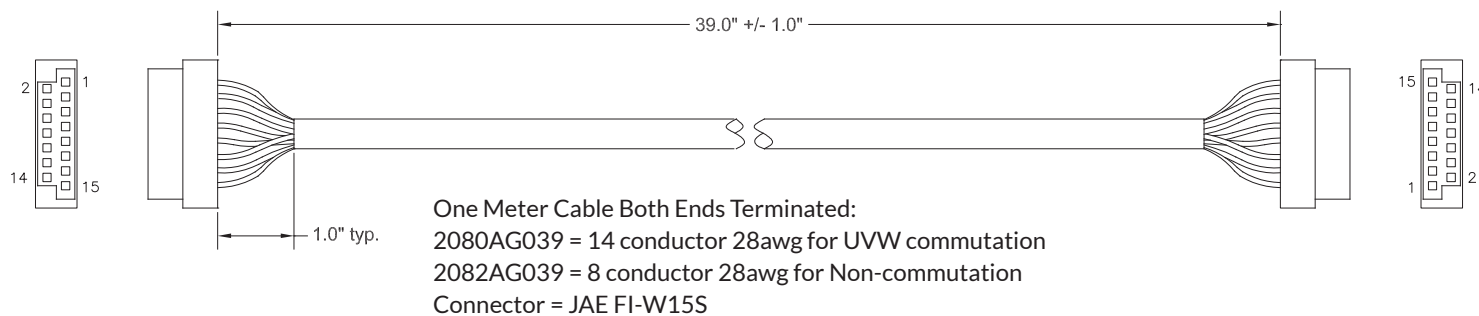 39.0" +/- 1.0"
2
1
14
15
15
14
1
2
1.0" typ.
One Meter Cable Both Ends Terminated:
2080AG039 = 14 conductor 28awg for UVW commutation
2082AG039 = 8 conductor 28awg for Non-commutation
Connector = JAE FI-W15S